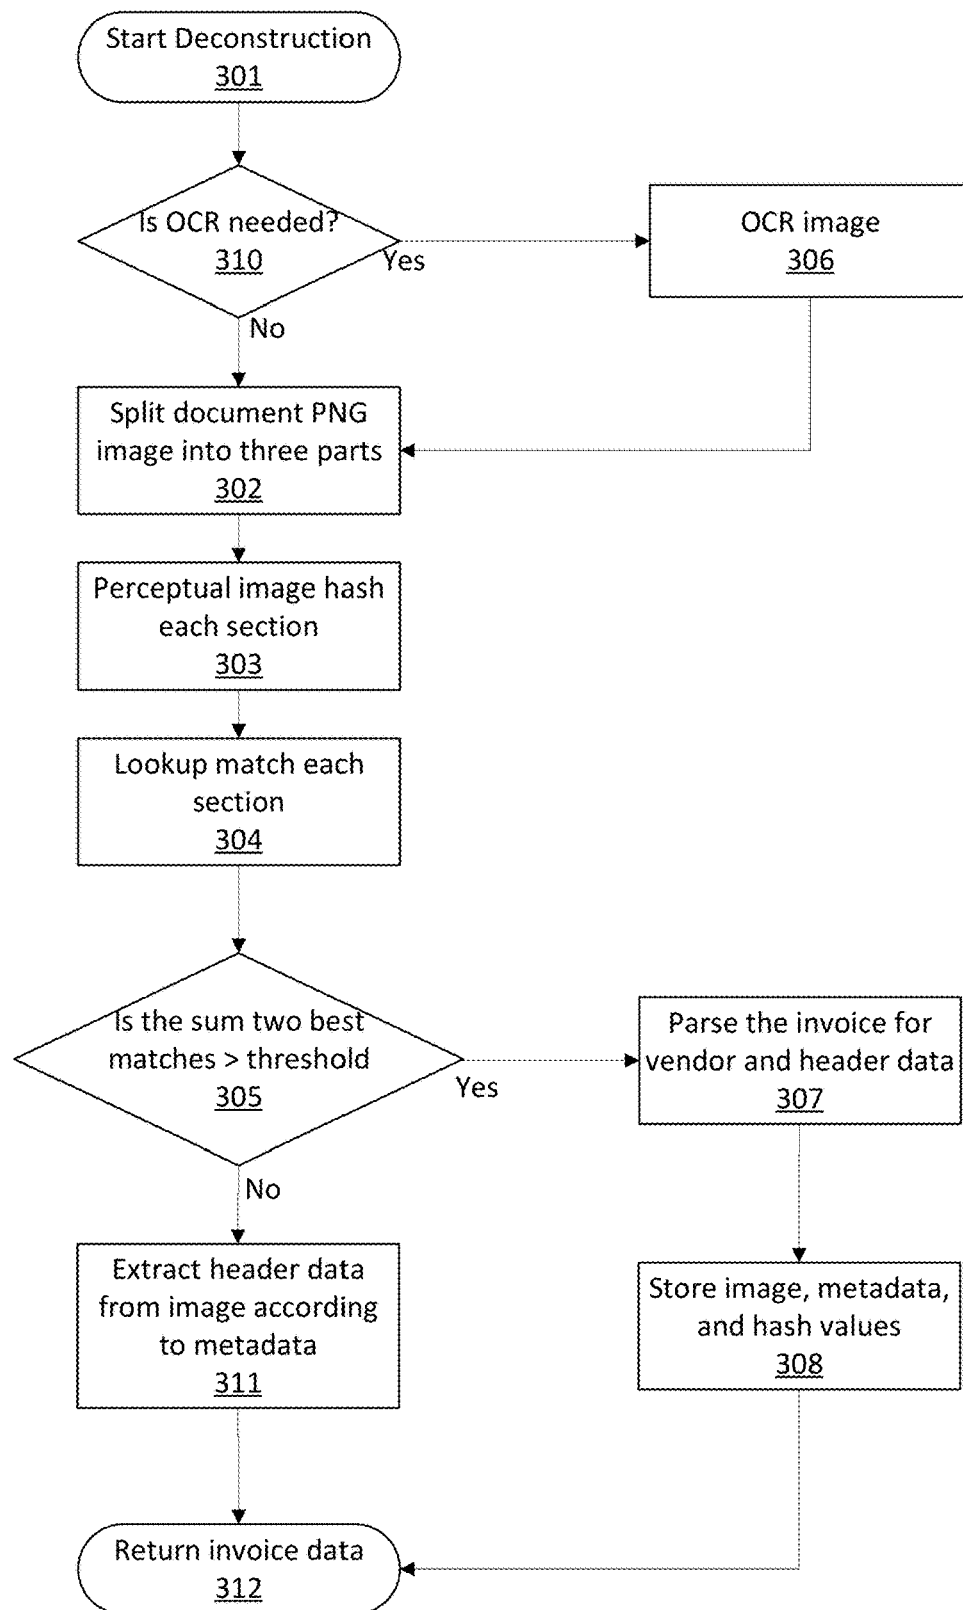 Start Deconstruction
301
Is OCR needed?
310
Yes
OCR image
306
No
Split document PNG
image into three parts
302
Perceptual image hash
each section
303
Lookup match each
section
304
Is the sum two best
matches > threshold
305
Yes
Parse the invoice for
vendor and header data
307
No
Extract header data
from image according
to metadata
311
Store image, metadata,
and hash values
308
Return invoice data
312